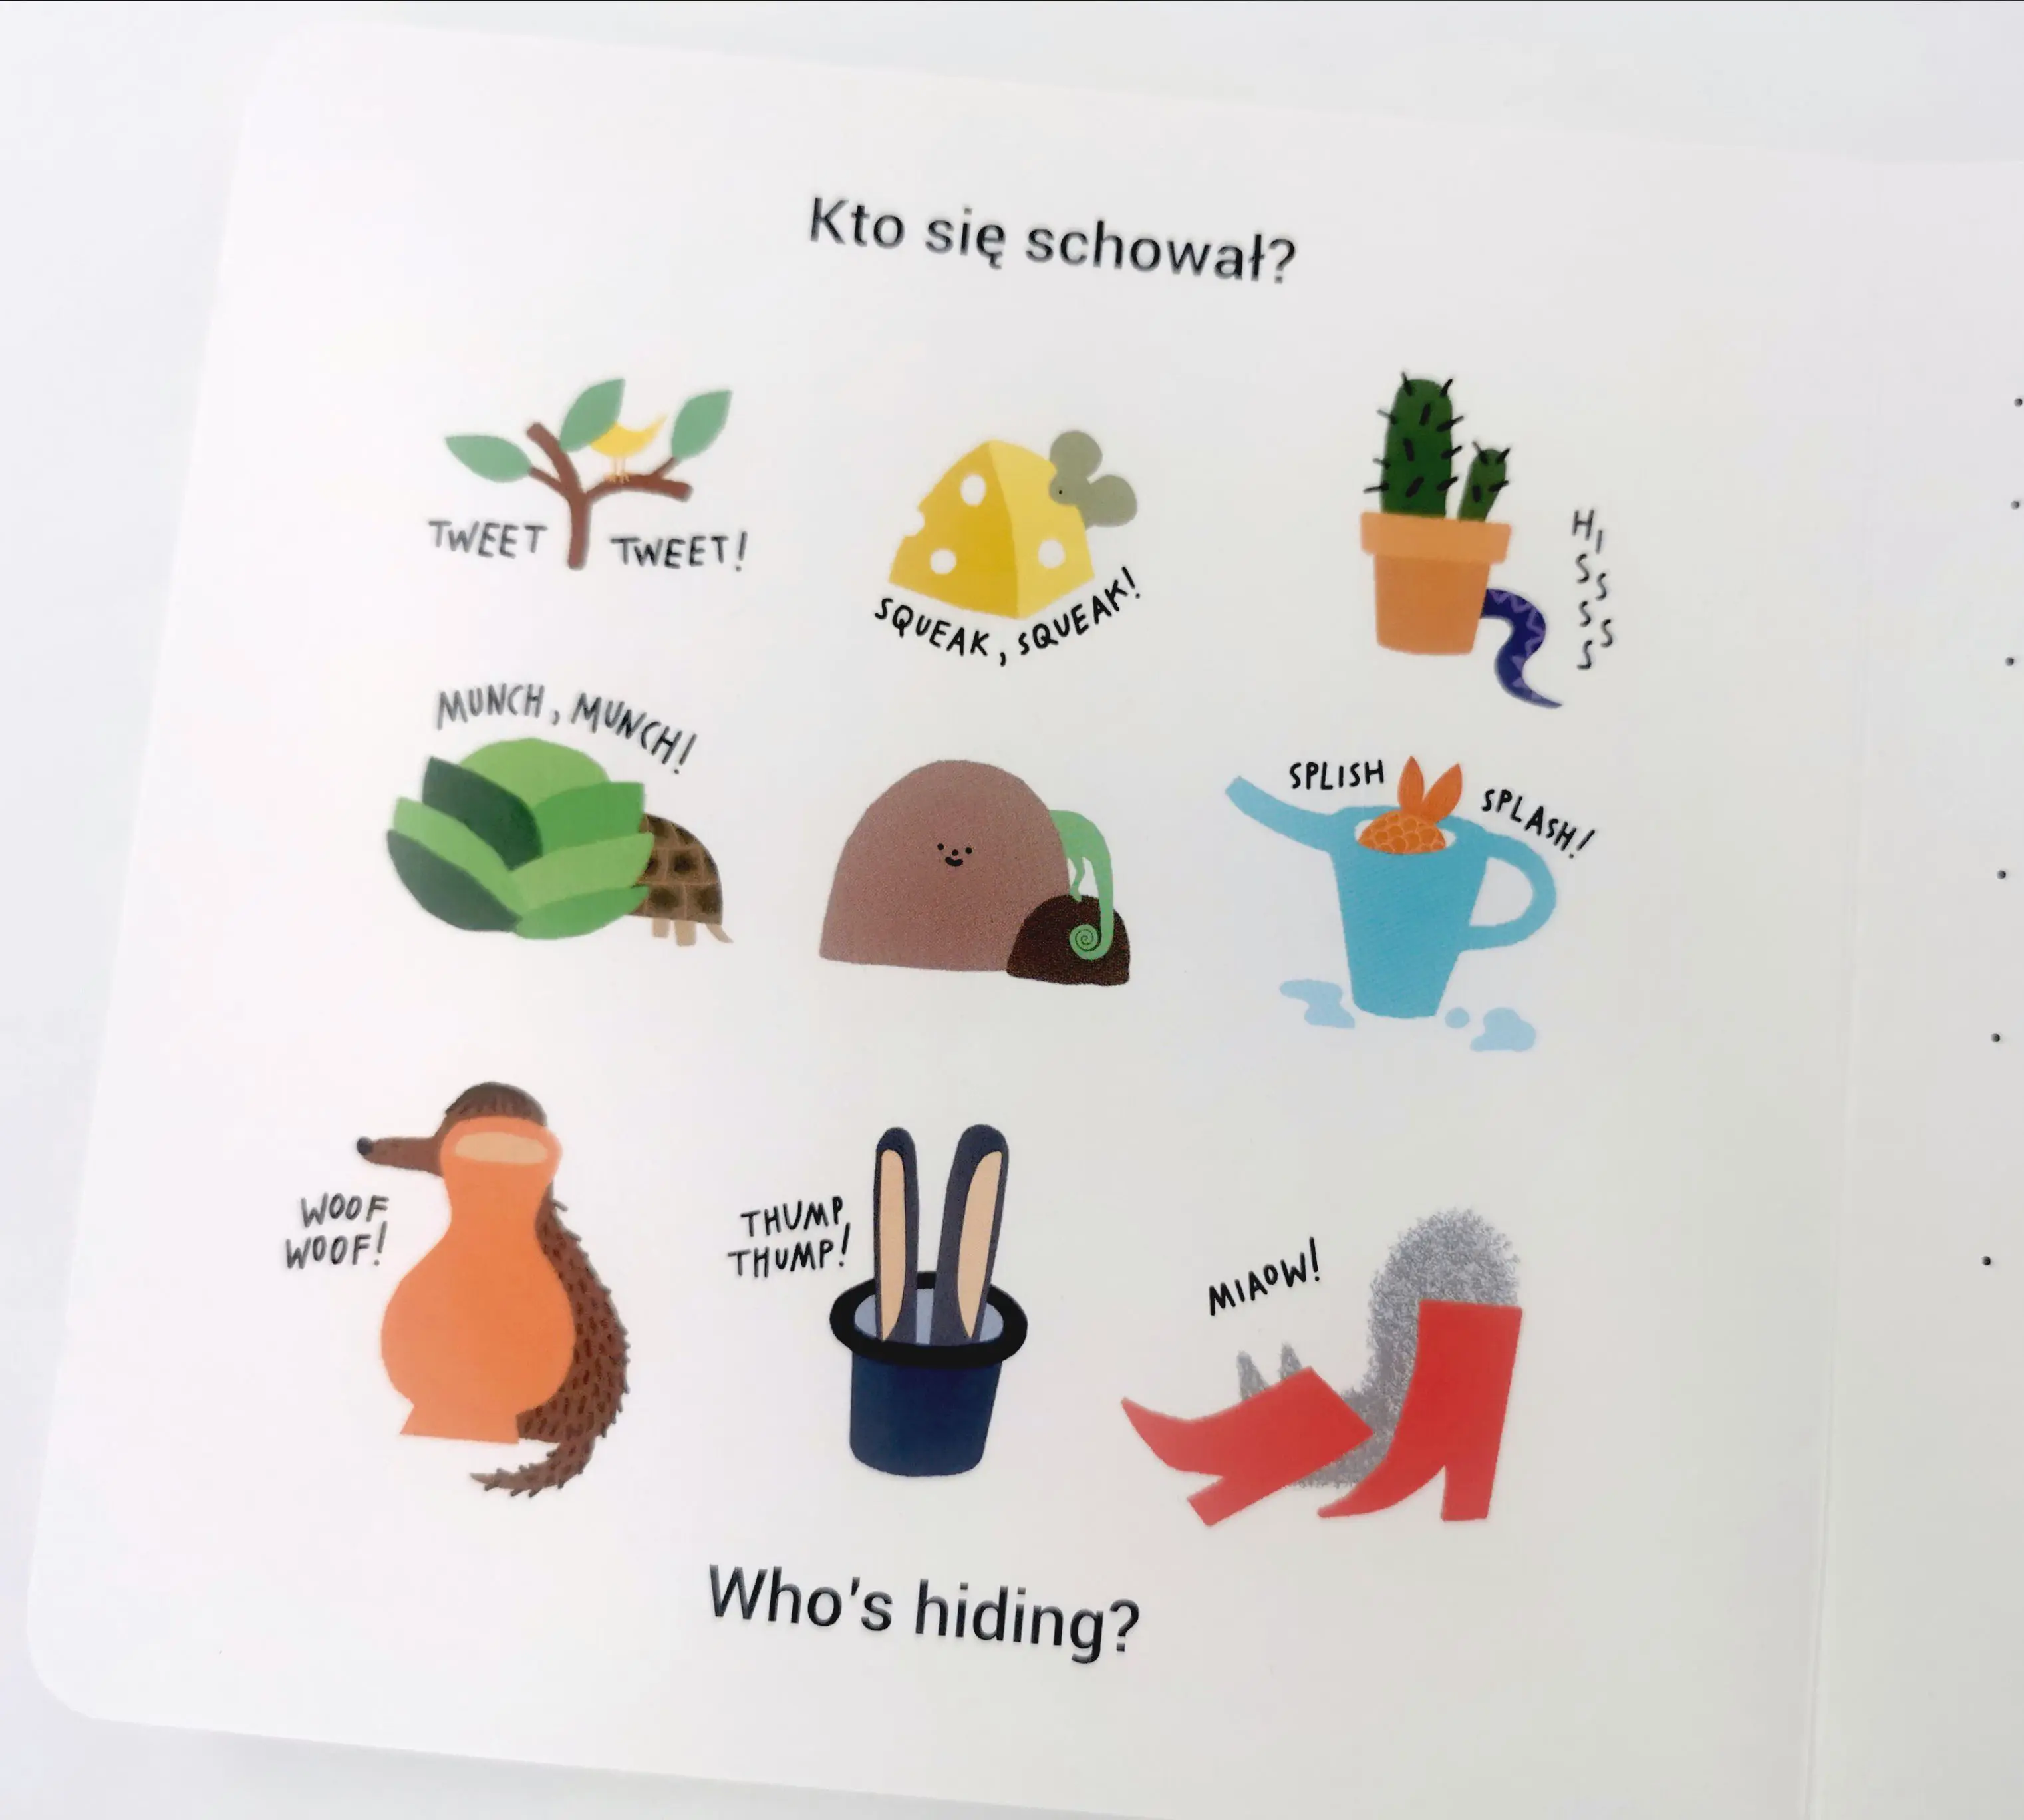 Kto się schował?
TWEET TWEET!
SQUEAK, SQUEAK!
HISSSSS
MUNCH, MUNCH!
SPLISH SPLASH!
WOOF
WOOF!
THUMP,
THUMP!
MIAOW!
Who's hiding?